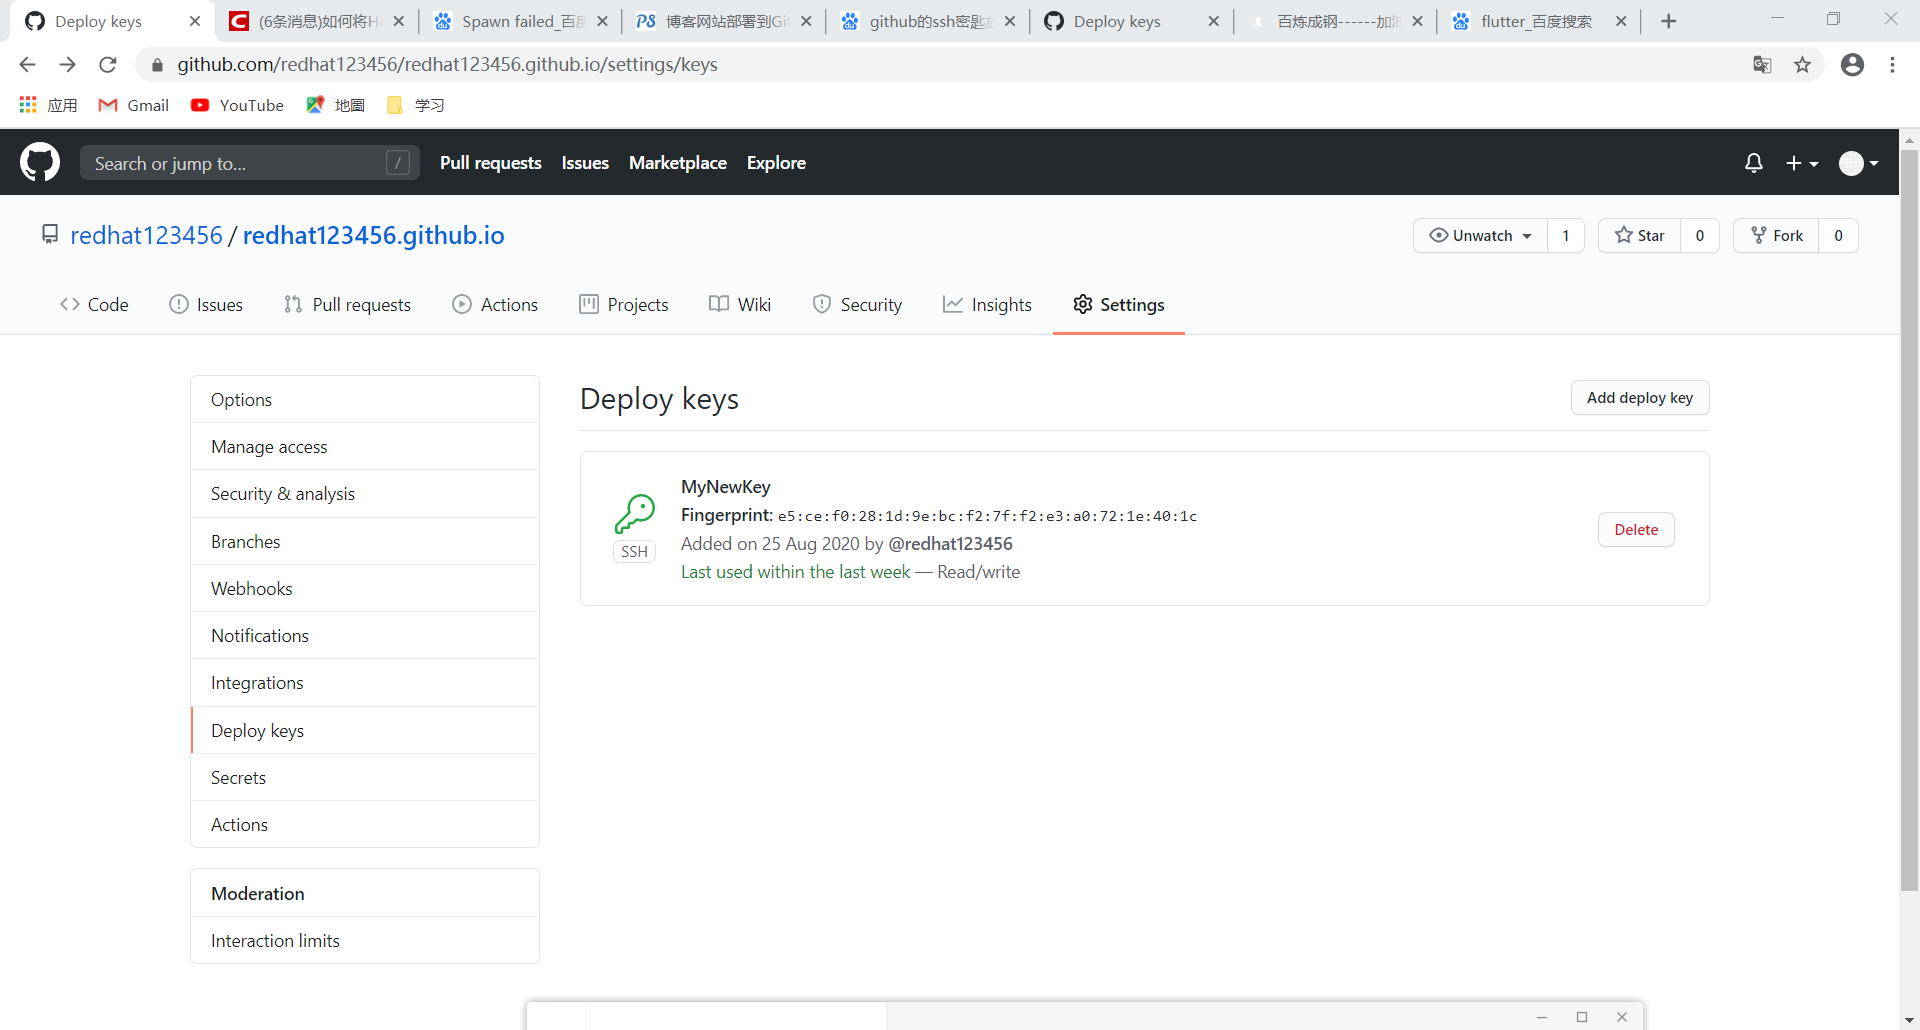 Deploy keys
(6条消息)如何将H
Spawn failed_百度
博客网站部署到Git
github的ssh密匙放
Deploy keys
百炼成钢------加油
flutter_百度搜索
github.com/redhat123456/redhat123456.github.io/settings/keys
应用 Gmail YouTube 地圖 学习
Search or jump to... /
Pull requests Issues Marketplace Explore
redhat123456 / redhat123456.github.io
Unwatch 1 Star 0 Fork 0
Code Issues Pull requests Actions Projects Wiki Security Insights Settings
Options
Manage access
Security & analysis
Branches
Webhooks
Notifications
Integrations
Deploy keys
Secrets
Actions
Moderation
Interaction limits
Deploy keys
Add deploy key
SSH
MyNewKey
Fingerprint: e5:ce:f0:28:1d:9e:bc:f2:7f:f2:e3:a0:72:1e:40:1c
Added on 25 Aug 2020 by @redhat123456
Last used within the last week — Read/write
Delete